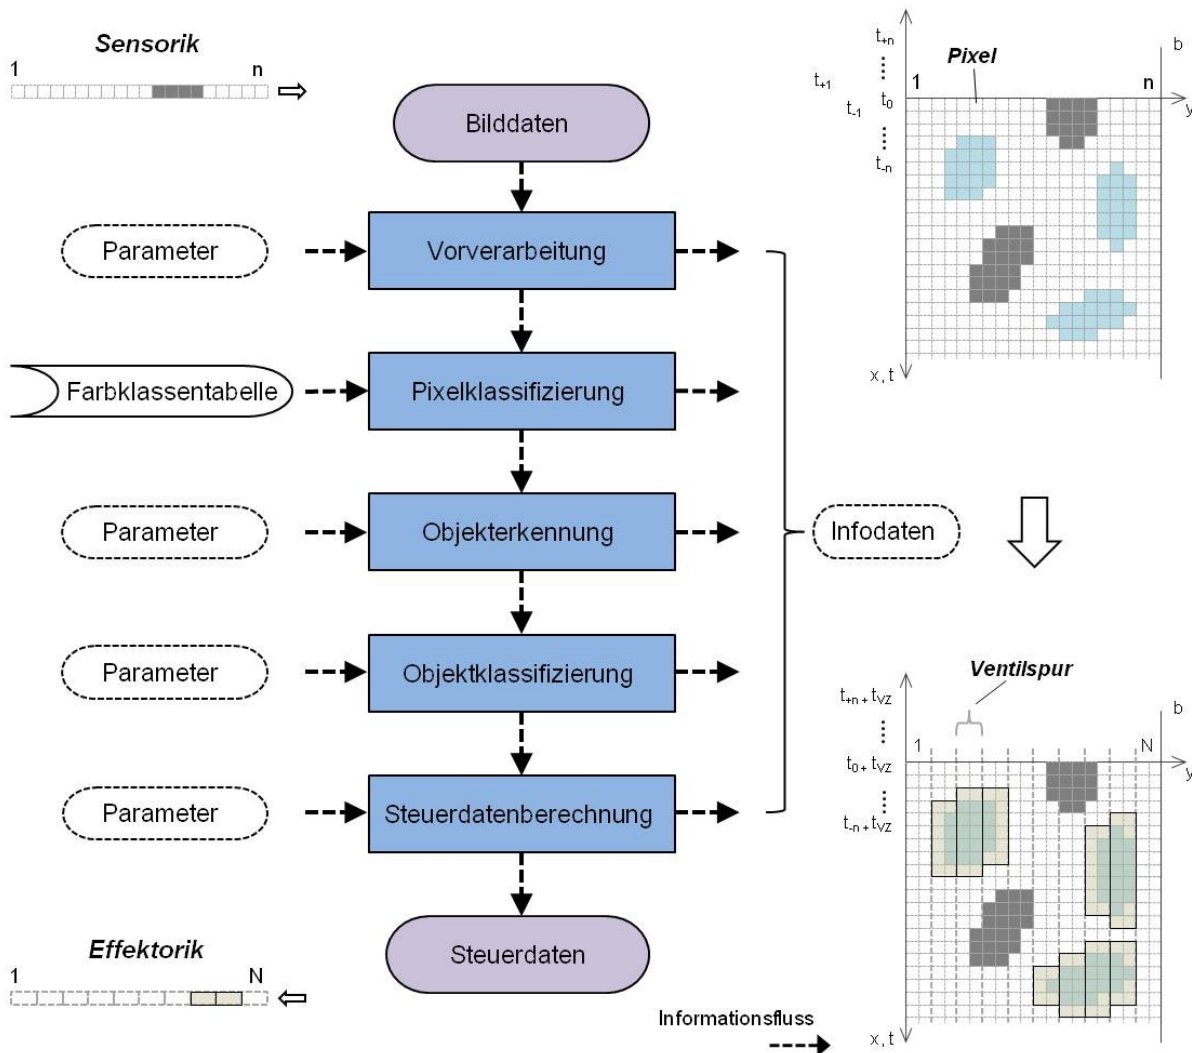 Sensorik
1 n
Bilddaten
Parameter
Vorverarbeitung
Farbklassentabelle
Pixelklassifizierung
Parameter
Objekterkennung
Infodaten
Parameter
Objektklassifizierung
Parameter
Steuerdatenberechnung
Effektorik
1 N
Steuerdaten
Informationsfluss
t+n
b
Pixel
t+1
1 n
t-1
t0
y
t-n
x, t
Ventilspur
t+n + tVZ
b
1 N
t0 + tVZ
y
t-n + tVZ
x, t